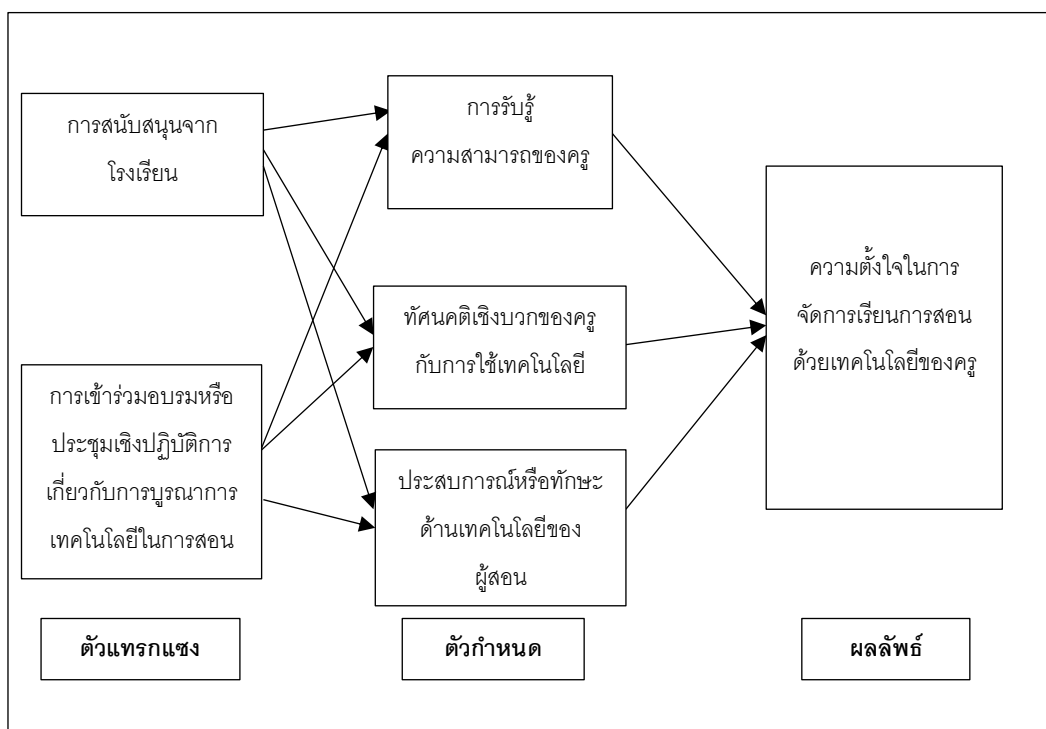 การสนับสนุนจาก
โรงเรียน
การเข้าร่วมอบรมหรือ
ประชุมเชิงปฏิบัติการ
เกี่ยวกับการบูรณาการ
เทคโนโลยีในการสอน
ตัวแทรกแซง
การรับรู้
ความสามารถของครู
ทัศนคติเชิงบวกของครู
กับการใช้เทคโนโลยี
ประสบการณ์หรือทักษะ
ด้านเทคโนโลยีของ
ผู้สอน
ตัวกำหนด
ความตั้งใจในการ
จัดการเรียนการสอน
ด้วยเทคโนโลยีของครู
ผลลัพธ์